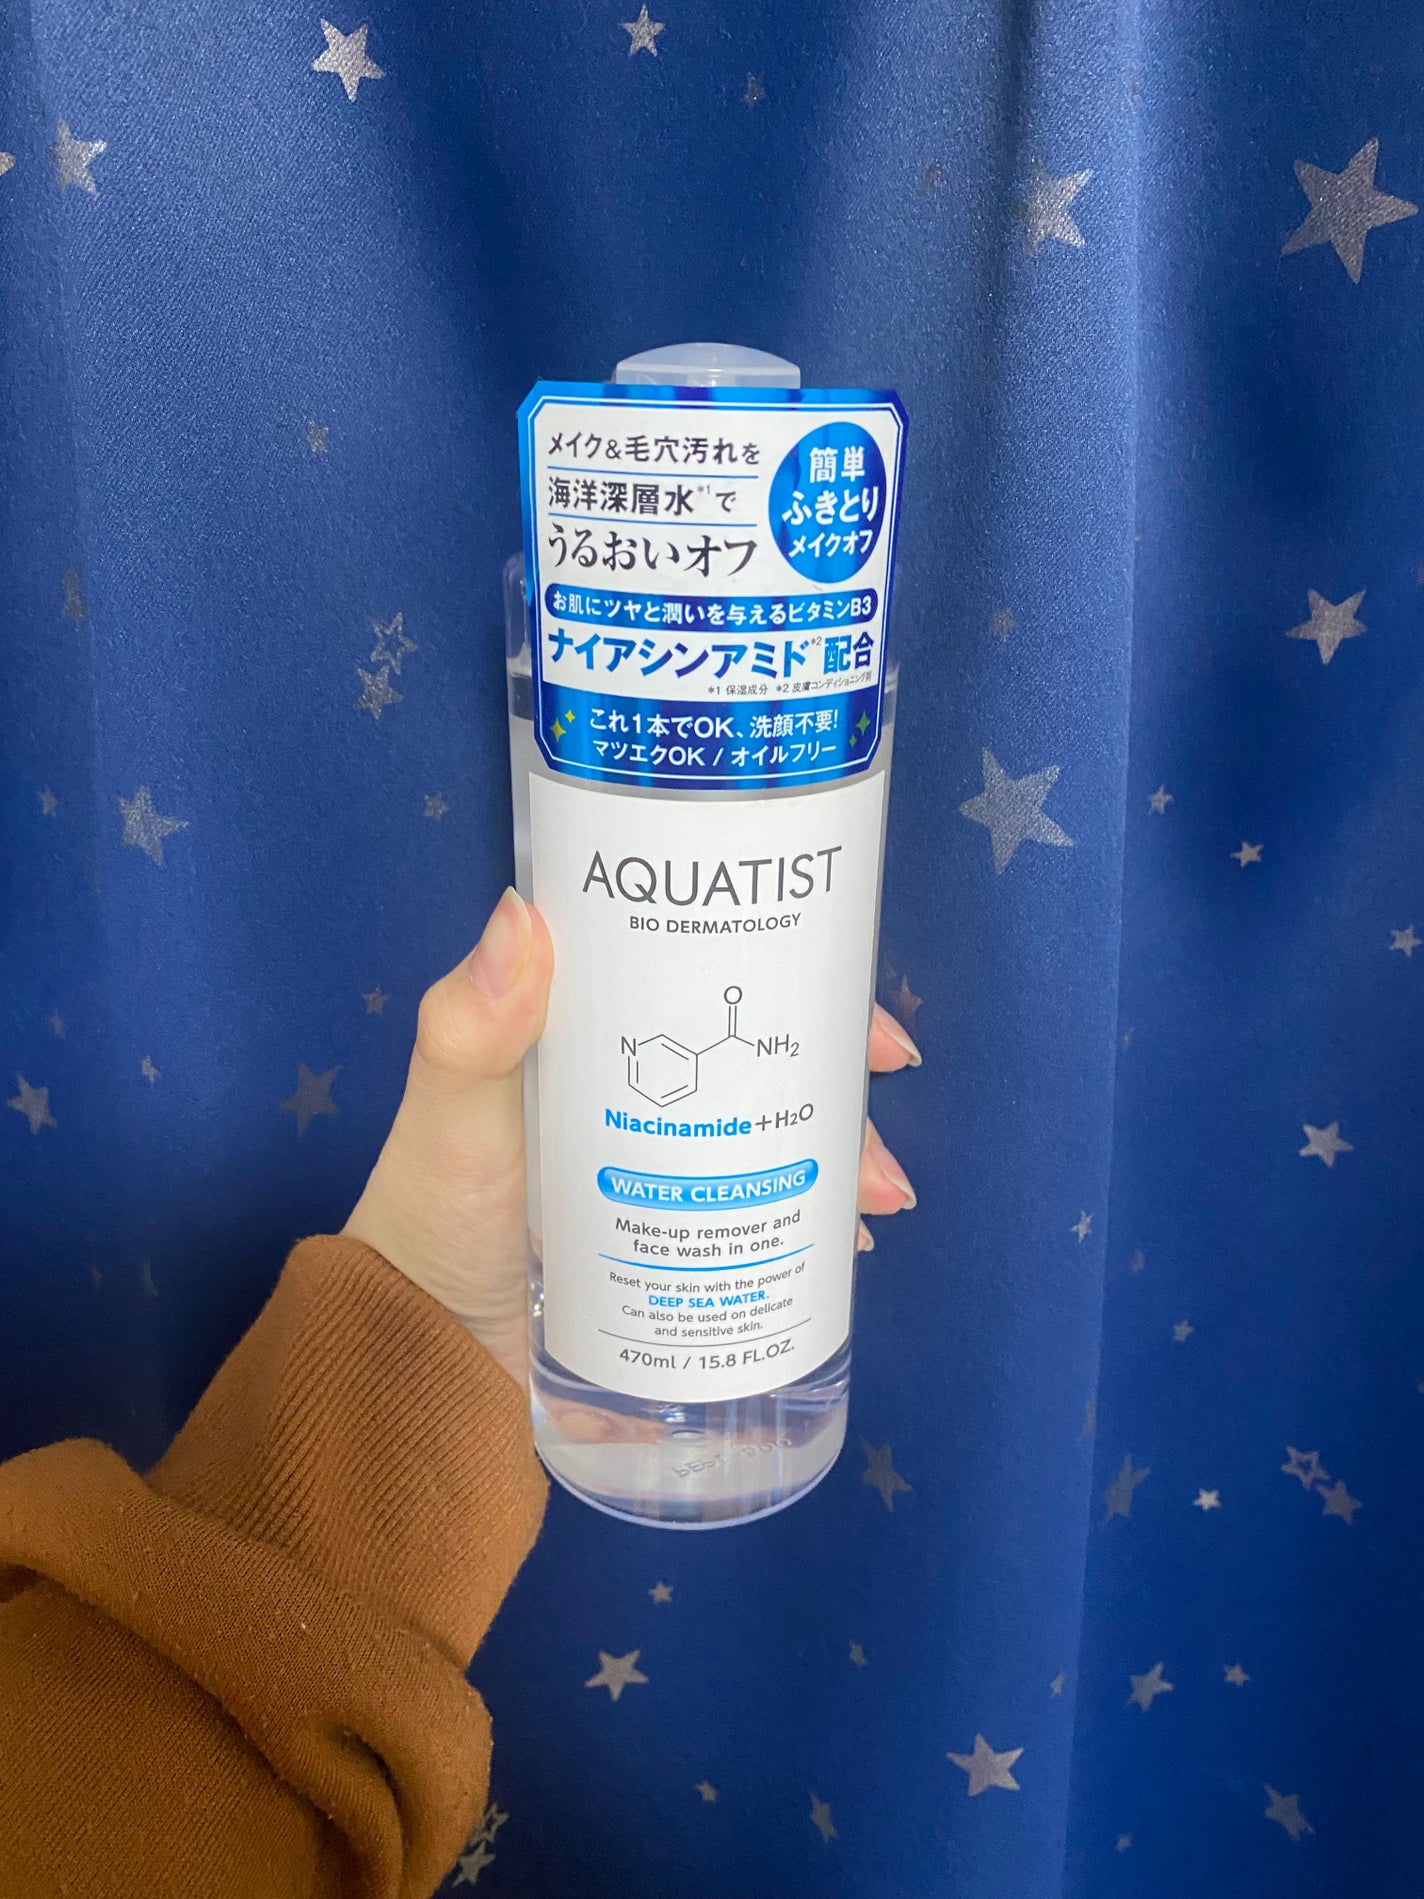 メイク&毛穴汚れを
海洋深層水*1で
うるおいオフ
簡単
ふきとり
メイクオフ
お肌にツヤと潤いを与えるビタミンB3
ナイアシンアミド*2配合
*1 保湿成分 *2 皮膚コンディショニング剤
これ1本でOK、洗顔不要!
マツエクOK / オイルフリー
AQUATIST
BIO DERMATOLOGY
O
N
NH2
Niacinamide+H2O
WATER CLEANSING
Make-up remover and
face wash in one.
Reset your skin with the power of
DEEP SEA WATER.
Can also be used on delicate
and sensitive skin.
470ml / 15.8 FL.OZ.